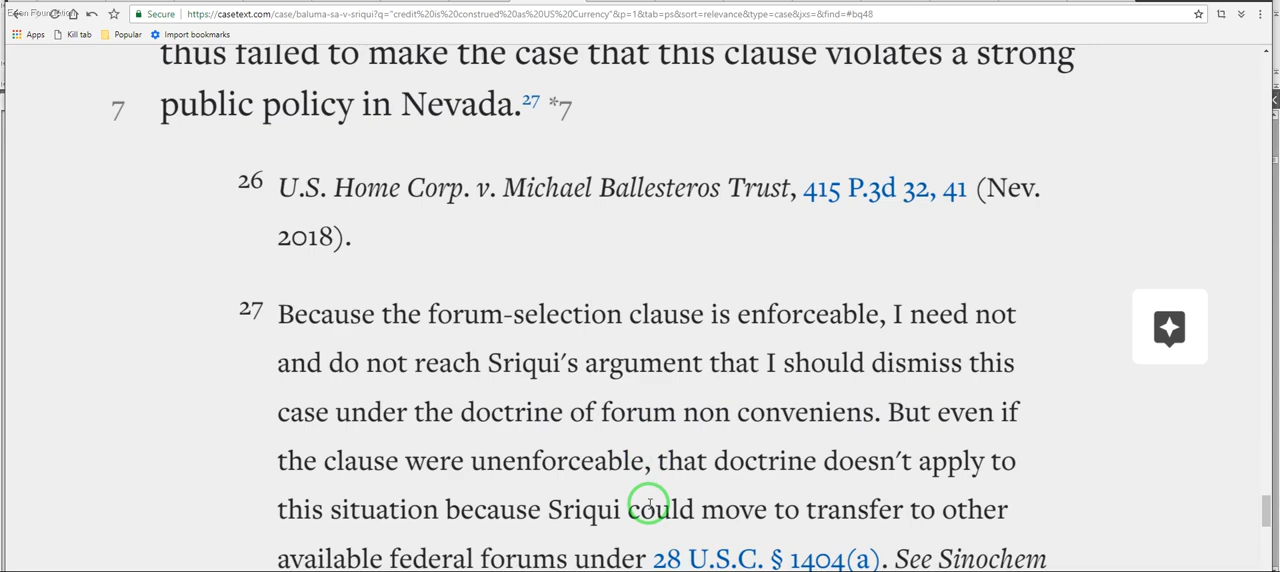 Secure
https://casetext.com/case/baluma-sa-v-sriqui?q="credit%20is%20construed%20as%20US%20Currency"&p=1&tab=ps&sort=relevance&type=case&jxs=&find=#bq48
Apps Kill tab Popular Import bookmarks
thus failed to make the case that this clause violates a strong
7 public policy in Nevada.27 *7
26 U.S. Home Corp. v. Michael Ballesteros Trust, 415 P.3d 32, 41 (Nev.
2018).
27 Because the forum-selection clause is enforceable, I need not
and do not reach Sriqui's argument that I should dismiss this
case under the doctrine of forum non conveniens. But even if
the clause were unenforceable, that doctrine doesn't apply to
this situation because Sriqui could move to transfer to other
available federal forums under 28 U.S.C. § 1404(a). See Sinochem